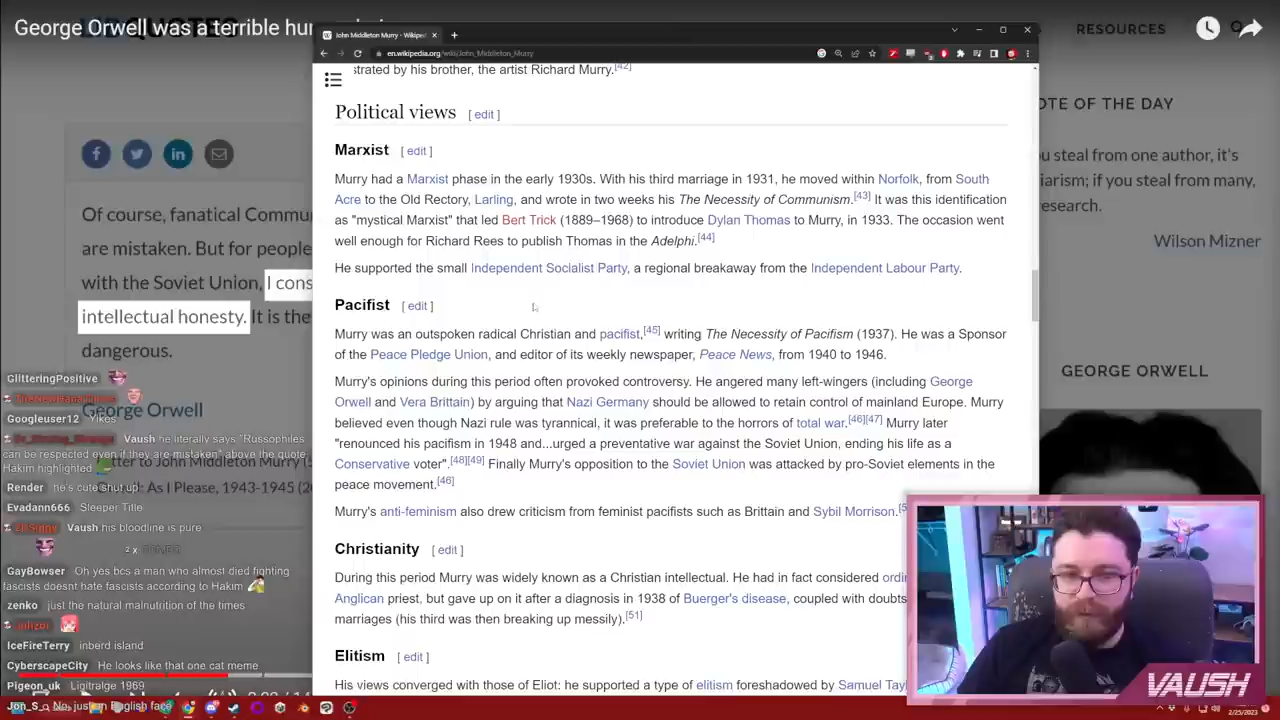 George Orwell was a terrible hu
QUOTES
RESOURCES
John Middleton Murry - Wikiped
en.wikipedia.org/wiki/John_Middleton_Murry
strated by his brother, the artist Richard Murry.[42]
Political views [ edit ]
Marxist [ edit ]
Murry had a Marxist phase in the early 1930s. With his third marriage in 1931, he moved within Norfolk, from South
Acre to the Old Rectory, Larling, and wrote in two weeks his The Necessity of Communism.[43] It was this identification
as "mystical Marxist" that led Bert Trick (1889–1968) to introduce Dylan Thomas to Murry, in 1933. The occasion went
well enough for Richard Rees to publish Thomas in the Adelphi.[44]
He supported the small Independent Socialist Party, a regional breakaway from the Independent Labour Party.
Pacifist [ edit ]
Murry was an outspoken radical Christian and pacifist,[45] writing The Necessity of Pacifism (1937). He was a Sponsor
of the Peace Pledge Union, and editor of its weekly newspaper, Peace News, from 1940 to 1946.
Murry's opinions during this period often provoked controversy. He angered many left-wingers (including George
Orwell and Vera Brittain) by arguing that Nazi Germany should be allowed to retain control of mainland Europe. Murry
believed even though Nazi rule was tyrannical, it was preferable to the horrors of total war.[46][47] Murry later
"renounced his pacifism in 1948 and...urged a preventative war against the Soviet Union, ending his life as a
Conservative voter".[48][49] Finally Murry's opposition to the Soviet Union was attacked by pro-Soviet elements in the
peace movement.[46]
Murry's anti-feminism also drew criticism from feminist pacifists such as Brittain and Sybil Morrison.
Christianity [ edit ]
During this period Murry was widely known as a Christian intellectual. He had in fact considered ordi
Anglican priest, but gave up on it after a diagnosis in 1938 of Buerger's disease, coupled with doubts
marriages (his third was then breaking up messily).[51]
Elitism [ edit ]
His views converged with those of Eliot: he supported a type of elitism foreshadowed by Samuel Tay
Of course, fanatical Commu
are mistaken. But for people
with the Soviet Union, I cons
intellectual honesty. It is the
dangerous.
George Orwell
tter to John Middleton Murry (5
: As I Please, 1943-1945 (2
GlitteringPositive
Googleuser12 Yikes
Vaush he literally says "Russophiles
can be respected even if they are mistaken" above the quote
Hakim highlighted
Render he's cute shut up
Evadann666 Sleeper Title
Vaush his bloodline is pure
2 x
GayBowser Oh yes bcs a man who almost died fighting
fascists doesnt hate fascists according to Hakim
zenko just the natural malnutrition of the times
IceFireTerry inberd island
CyberscapeCity He looks like that one cat meme
Pigeon_uk Ligitralge 1969
Jon_S_ No, just an English face
OTE OF THE DAY
u steal from one author, it's
iarism; if you steal from many,
esearch.
Wilson Mizner
GEORGE ORWELL
VAUSH
2/25/2023